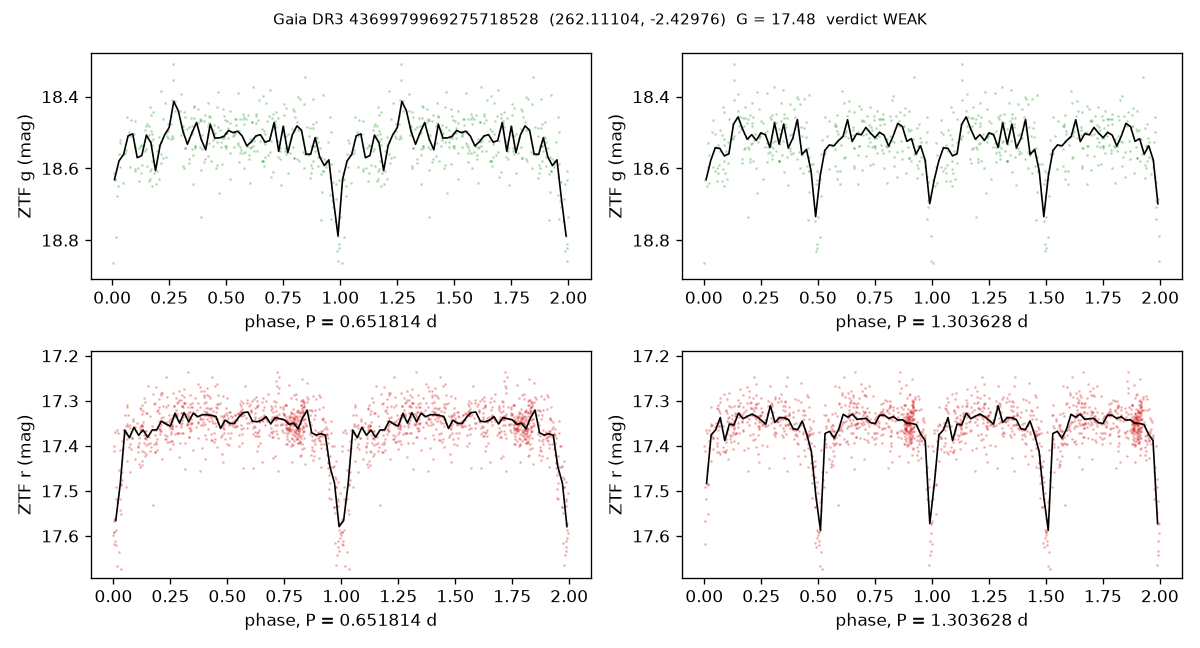 Gaia DR3 4369979969275718528 (262.11104, -2.42976) G = 17.48 verdict WEAK
ZTF g (mag)
18.4
18.6
18.8
0.00 0.25 0.50 0.75 1.00 1.25 1.50 1.75 2.00
phase, P = 0.651814 d
ZTF g (mag)
18.4
18.6
18.8
0.00 0.25 0.50 0.75 1.00 1.25 1.50 1.75 2.00
phase, P = 1.303628 d
ZTF r (mag)
17.2
17.3
17.4
17.5
17.6
0.00 0.25 0.50 0.75 1.00 1.25 1.50 1.75 2.00
phase, P = 0.651814 d
ZTF r (mag)
17.2
17.3
17.4
17.5
17.6
0.00 0.25 0.50 0.75 1.00 1.25 1.50 1.75 2.00
phase, P = 1.303628 d